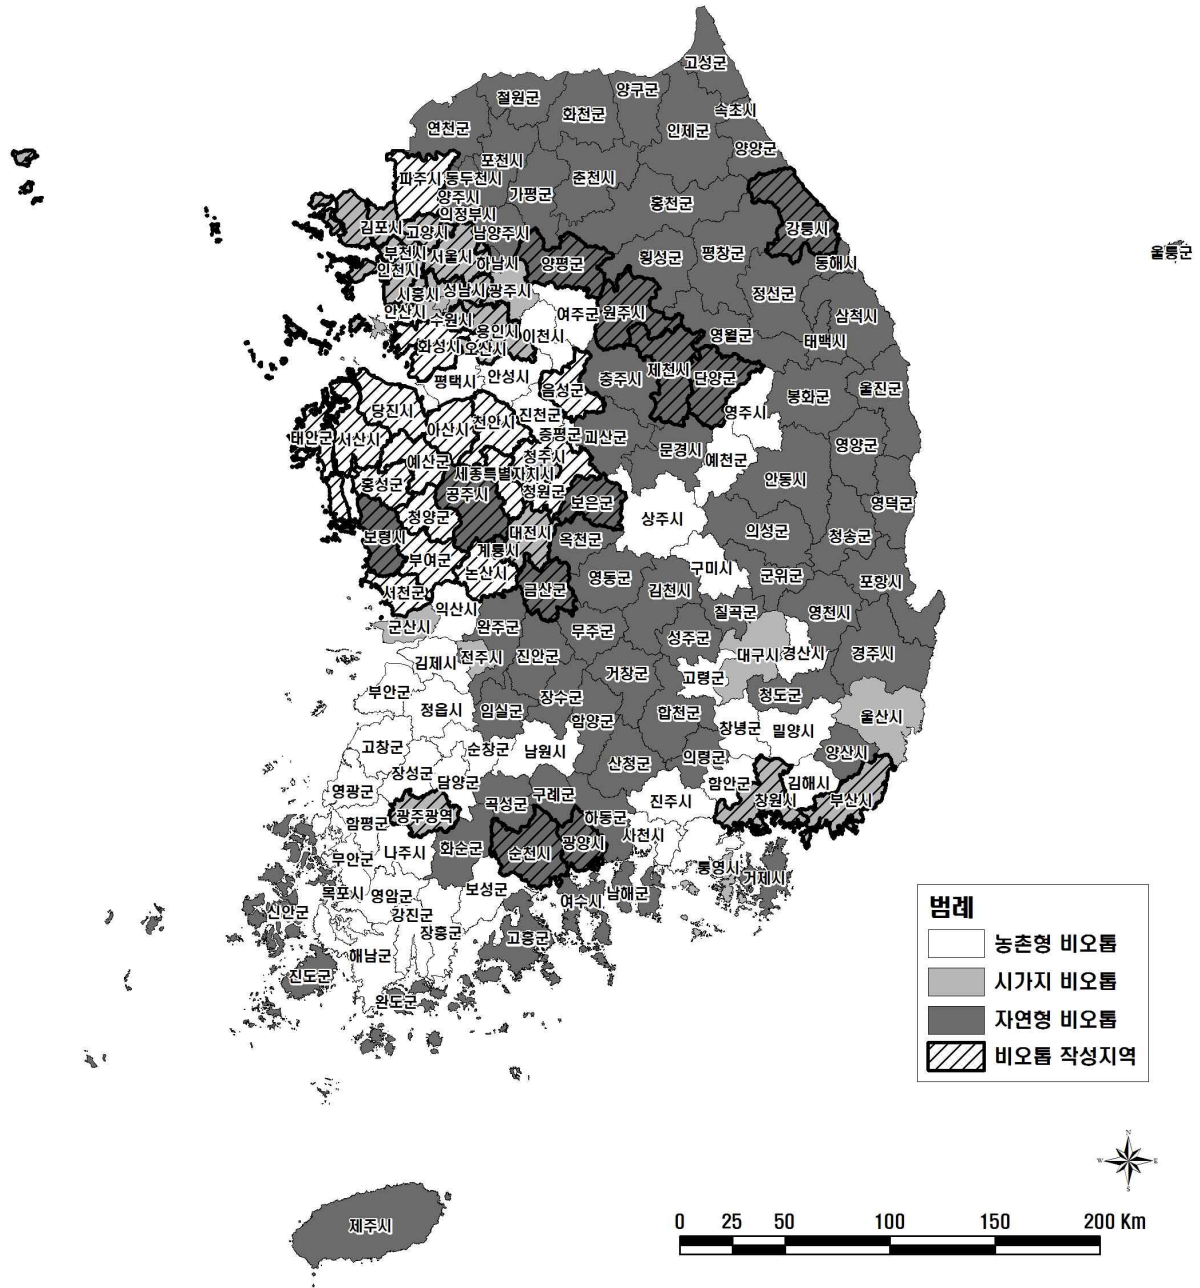 고성군
양구군
철원군
화천군
속초시
연천군
인제군
양양군
포천시
파주시
동두천시
춘천시
양주시
가평군
홍천군
의정부시
강릉시
김포시
고양시
남양주시
울릉군
부천시
서울시
하남시
양평군
횡성군
평창군
동해시
인천시
시흥시
성남시
광주시
정선군
안산시
수원시
여주군
원주시
삼척시
용인시
이천시
영월군
화성시
오산시
태백시
평택시
안성시
음성군
충주시
제천시
단양군
봉화군
울진군
당진시
진천군
영주시
태안군
서산시
아산시
천안시
증평군
괴산군
문경시
예천군
영양군
예산군
청주시
세종특별자치시
홍성군
공주시
청원군
보은군
안동시
영덕군
청양군
상주시
보령시
대전시
옥천군
의성군
청송군
계룡시
부여군
논산시
금산군
영동군
김천시
구미시
군위군
포항시
서천군
익산시
칠곡군
영천시
군산시
완주군
무주군
성주군
대구시
경산시
경주시
김제시
전주시
진안군
거창군
고령군
부안군
정읍시
임실군
장수군
함양군
합천군
청도군
울산시
창녕군
밀양시
고창군
순창군
남원시
산청군
의령군
양산시
장성군
담양군
함안군
김해시
영광군
광주광역
곡성군
구례군
진주시
창원시
부산시
함평군
하동군
사천시
무안군
나주시
화순군
순천시
광양시
통영시
거제시
목포시
영암군
보성군
여수시
남해군
신안군
강진군
장흥군
고흥군
해남군
진도군
완도군
제주시
범례
농촌형 비오톱
시가지 비오톱
자연형 비오톱
비오톱 작성지역
N
W
E
S
0 25 50 100 150 200 Km